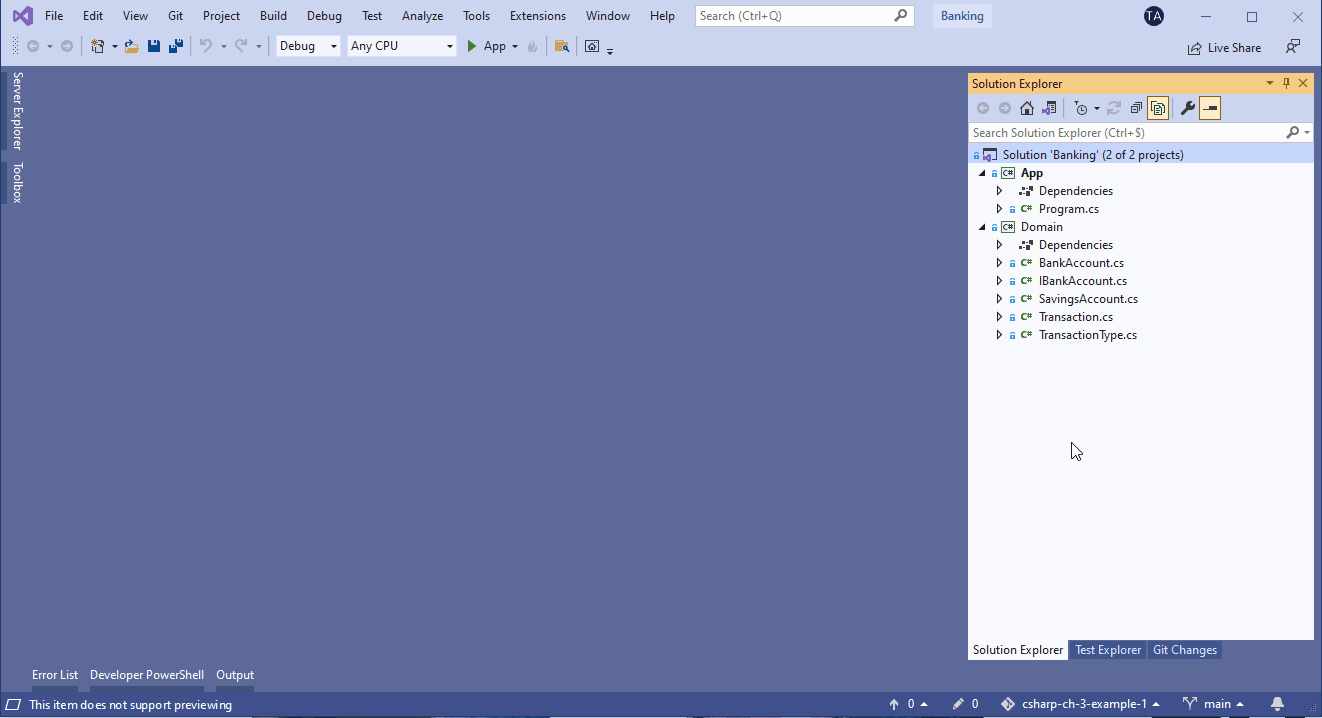 File Edit View Git Project Build Debug Test Analyze Tools Extensions Window Help Search (Ctrl+Q) Banking TA
Debug Any CPU App Live Share
Server Explorer
Toolbox
Solution Explorer
Search Solution Explorer (Ctrl+$)
Solution 'Banking' (2 of 2 projects)
C# App
Dependencies
C# Program.cs
C# Domain
Dependencies
C# BankAccount.cs
C# IBankAccount.cs
C# SavingsAccount.cs
C# Transaction.cs
C# TransactionType.cs
Solution Explorer Test Explorer Git Changes
Error List Developer PowerShell Output
This item does not support previewing 0 0 csharp-ch-3-example-1 main